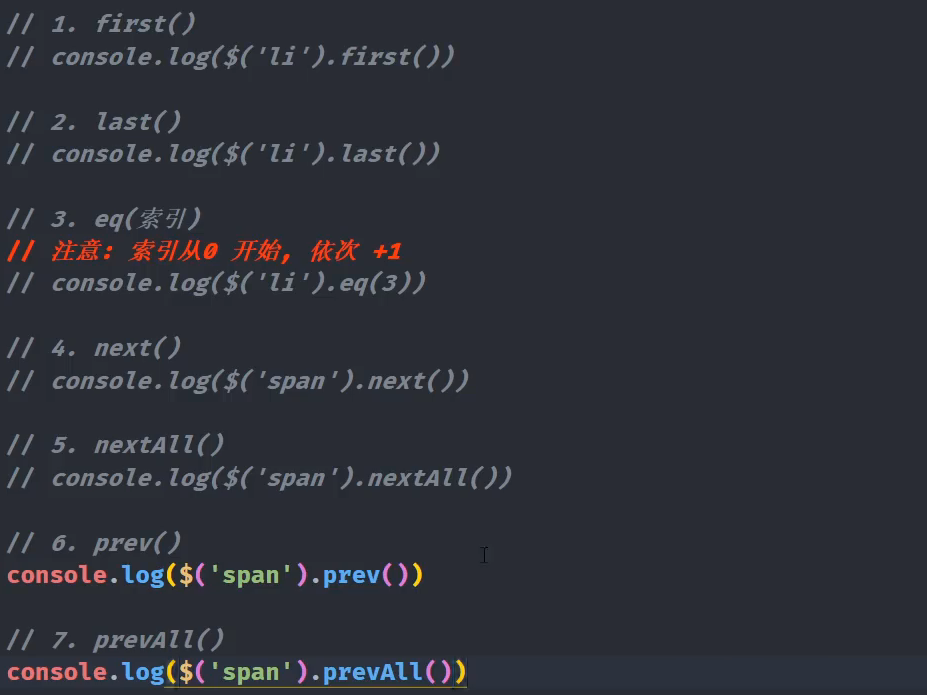 // 1. first()
// console.log($('li').first())
// 2. last()
// console.log($('li').last())
// 3. eq(索引)
// 注意: 索引从0 开始, 依次 +1
// console.log($('li').eq(3))
// 4. next()
// console.log($('span').next())
// 5. nextAll()
// console.log($('span').nextAll())
// 6. prev()
console.log($('span').prev())
// 7. prevAll()
console.log($('span').prevAll())